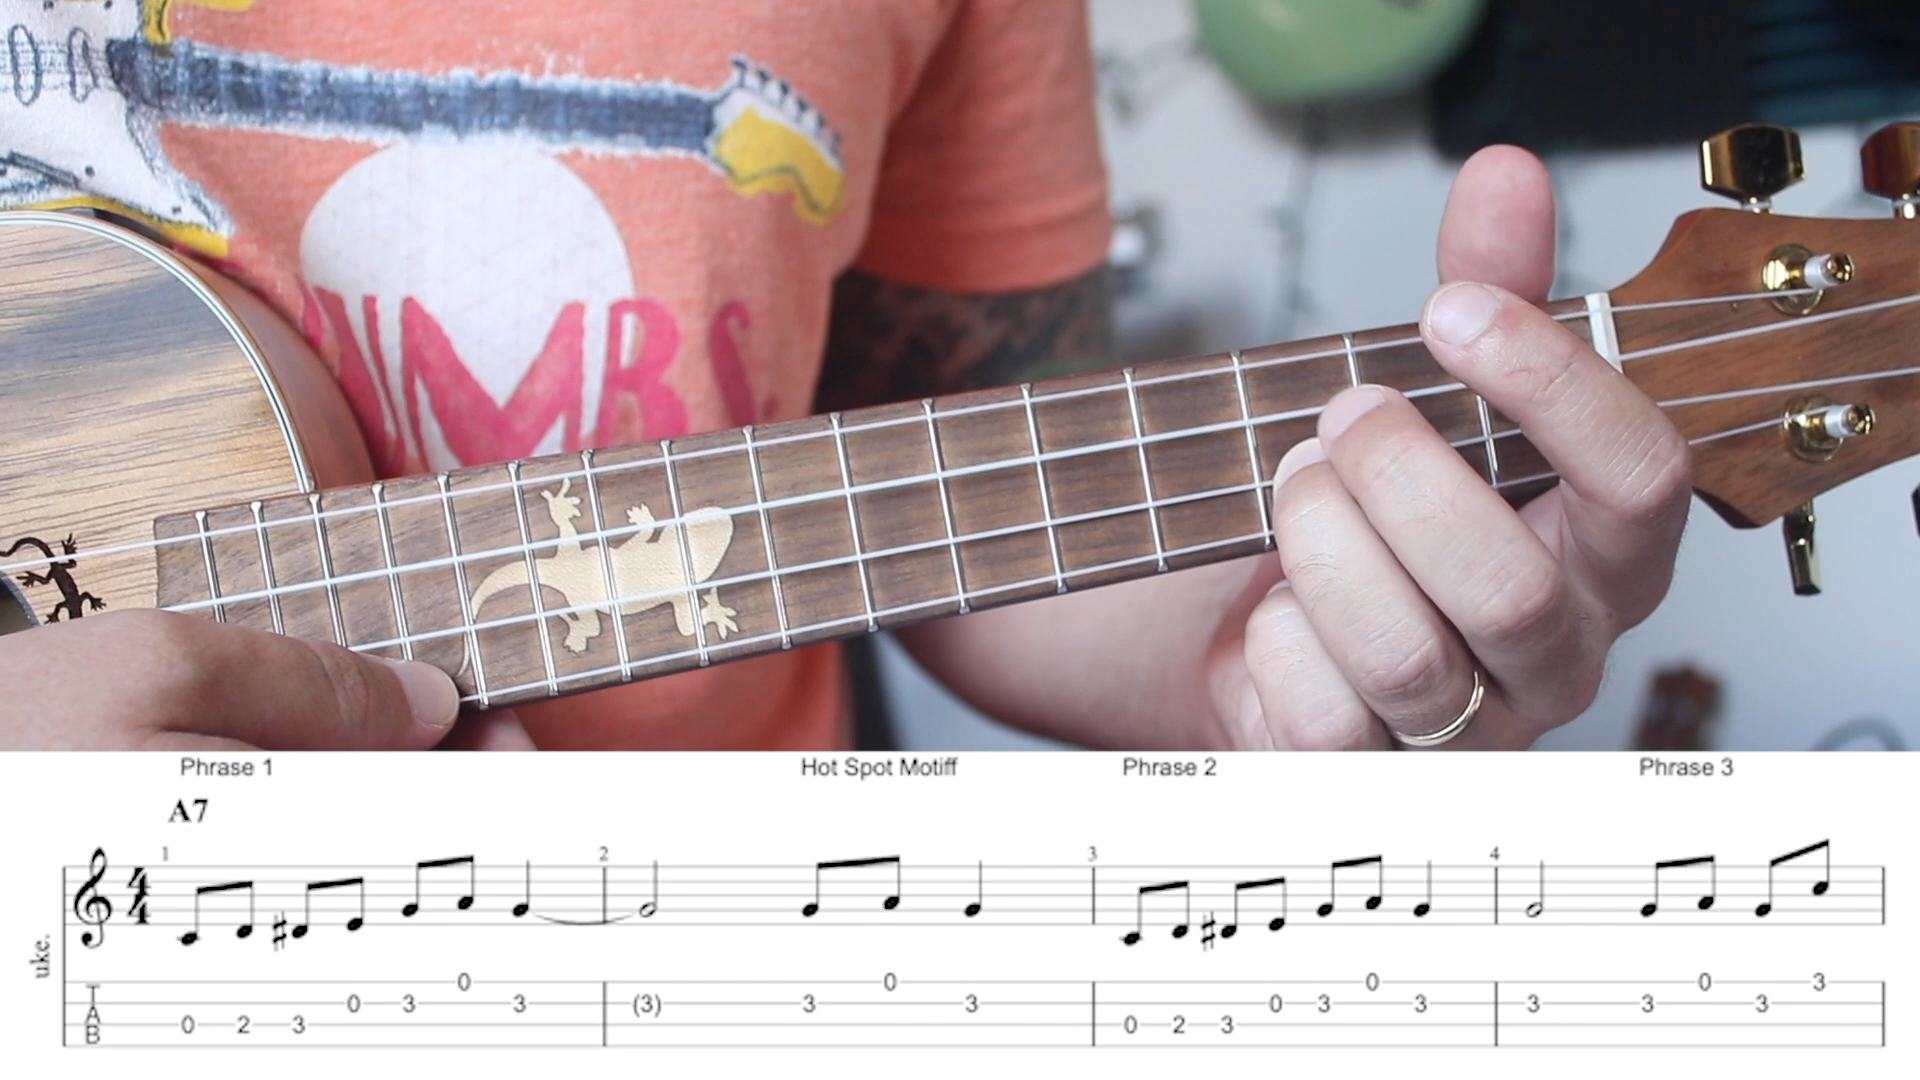 Phrase 1 Hot Spot Motiff Phrase 2 Phrase 3
A7
1 2 3 4
4
4
uke.
T
A
B
0 0 0 0 3
0 3 3 (3) 3 3 0 3 3 3 3 3
0 2 3 0 2 3